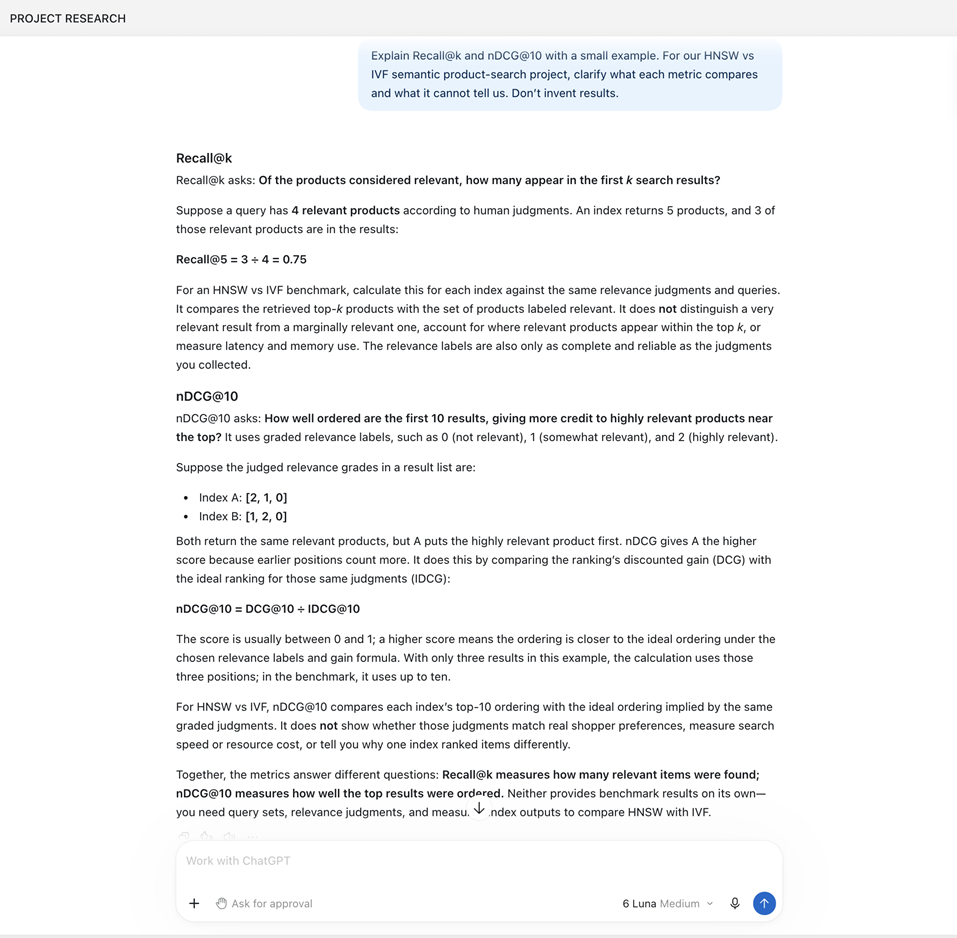 PROJECT RESEARCH
Explain Recall@k and nDCG@10 with a small example. For our HNSW vs
IVF semantic product-search project, clarify what each metric compares
and what it cannot tell us. Don’t invent results.
Recall@k
Recall@k asks: Of the products considered relevant, how many appear in the first k search results?
Suppose a query has 4 relevant products according to human judgments. An index returns 5 products, and 3 of
those relevant products are in the results:
Recall@5 = 3 ÷ 4 = 0.75
For an HNSW vs IVF benchmark, calculate this for each index against the same relevance judgments and queries.
It compares the retrieved top-k products with the set of products labeled relevant. It does not distinguish a very
relevant result from a marginally relevant one, account for where relevant products appear within the top k, or
measure latency and memory use. The relevance labels are also only as complete and reliable as the judgments
you collected.
nDCG@10
nDCG@10 asks: How well ordered are the first 10 results, giving more credit to highly relevant products near
the top? It uses graded relevance labels, such as 0 (not relevant), 1 (somewhat relevant), and 2 (highly relevant).
Suppose the judged relevance grades in a result list are:
• Index A: [2, 1, 0]
• Index B: [1, 2, 0]
Both return the same relevant products, but A puts the highly relevant product first. nDCG gives A the higher
score because earlier positions count more. It does this by comparing the ranking’s discounted gain (DCG) with
the ideal ranking for those same judgments (IDCG):
nDCG@10 = DCG@10 ÷ IDCG@10
The score is usually between 0 and 1; a higher score means the ordering is closer to the ideal ordering under the
chosen relevance labels and gain formula. With only three results in this example, the calculation uses those
three positions; in the benchmark, it uses up to ten.
For HNSW vs IVF, nDCG@10 compares each index’s top-10 ordering with the ideal ordering implied by the same
graded judgments. It does not show whether those judgments match real shopper preferences, measure search
speed or resource cost, or tell you why one index ranked items differently.
Together, the metrics answer different questions: Recall@k measures how many relevant items were found;
nDCG@10 measures how well the top results were ordered. Neither provides benchmark results on its own—
you need query sets, relevance judgments, and index outputs to compare HNSW with IVF.
Work with ChatGPT
Ask for approval
6 Luna Medium